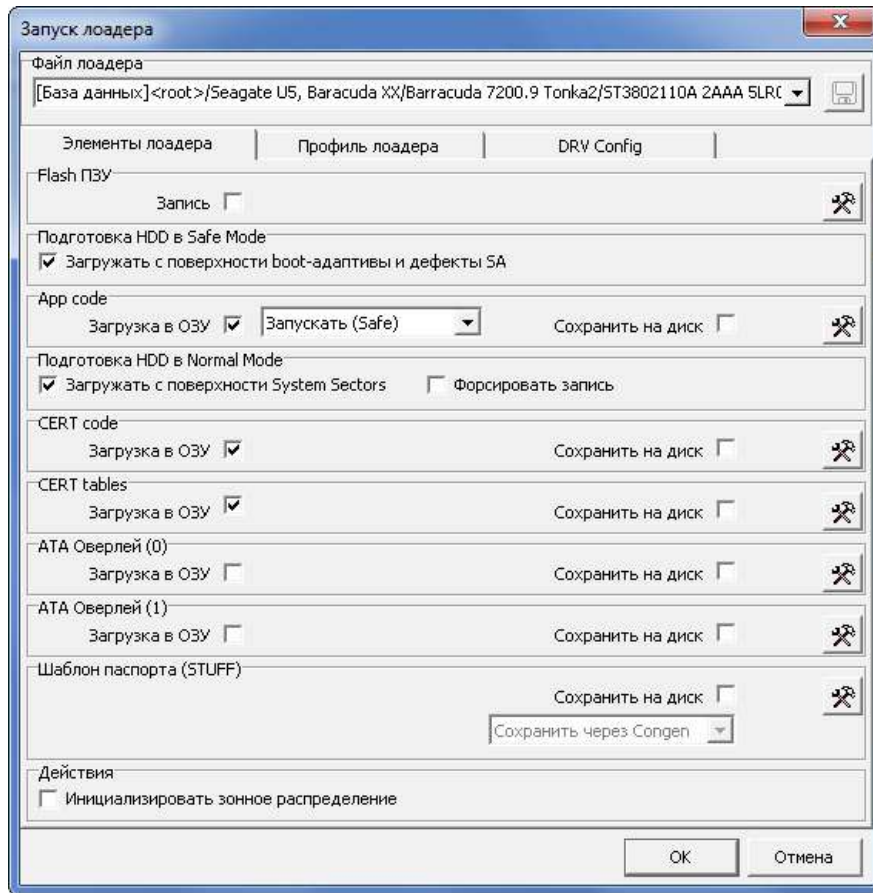 Запуск лоадера
Файл лоадера
[База данных]<root>/Seagate U5, Baracuda XX/Barracuda 7200.9 Tonka2/ST3802110A 2AAA 5LR0
Элементы лоадера Профиль лоадера DRV Config
Flash ПЗУ
Запись
Подготовка HDD в Safe Mode
Загружать с поверхности boot-адаптивы и дефекты SA
App code
Загрузка в ОЗУ Запускать (Safe) Сохранить на диск
Подготовка HDD в Normal Mode
Загружать с поверхности System Sectors Форсировать запись
CERT code
Загрузка в ОЗУ Сохранить на диск
CERT tables
Загрузка в ОЗУ Сохранить на диск
ATA Оверлей (0)
Загрузка в ОЗУ Сохранить на диск
ATA Оверлей (1)
Загрузка в ОЗУ Сохранить на диск
Шаблон паспорта (STUFF)
Сохранить на диск
Сохранить через Congen
Действия
Инициализировать зонное распределение
OK Отмена